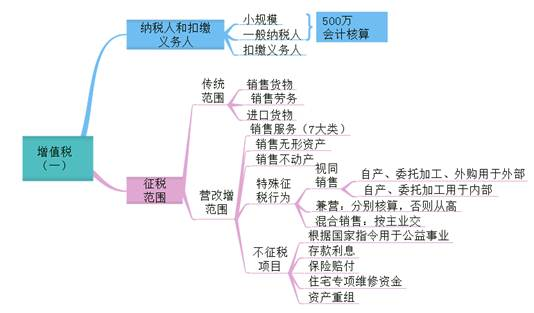 纳税人和扣缴
义务人
小规模
一般纳税人
扣缴义务人
500万
会计核算
增值税
（一）
征税
范围
传统
范围
销售货物
销售劳务
进口货物
营改增
范围
销售服务（7大类）
销售无形资产
销售不动产
特殊征
税行为
视同
销售
自产、委托加工、外购用于外部
自产、委托加工用于内部
兼营：分别核算，否则从高
混合销售：按主业交
不征税
项目
根据国家指令用于公益事业
存款利息
保险赔付
住宅专项维修资金
资产重组